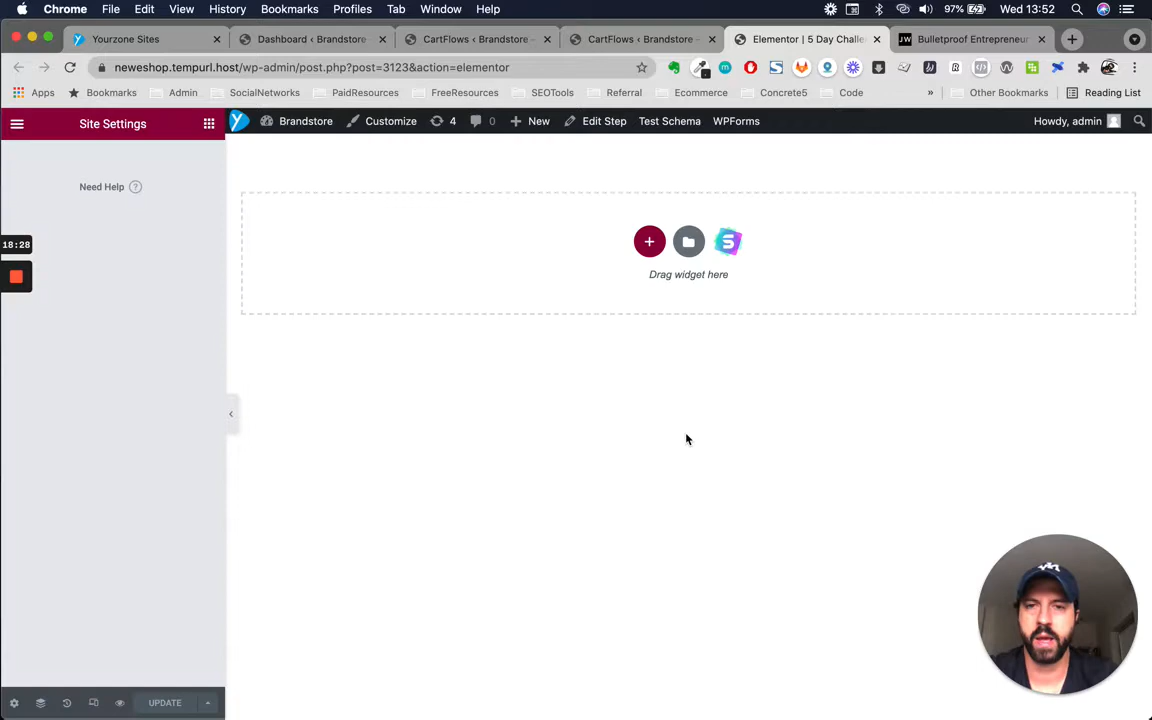 Chrome File Edit View History Bookmarks Profiles Tab Window Help 97% Wed 13:52
Yourzone Sites Dashboard ‹ Brandstore CartFlows ‹ Brandstore – CartFlows ‹ Brandstore – Elementor | 5 Day Challe Bulletproof Entrepreneur
neweshop.tempurl.host/wp-admin/post.php?post=3123&action=elementor
Apps Bookmarks Admin SocialNetworks PaidResources FreeResources SEOTools Referral Ecommerce Concrete5 Code » Other Bookmarks Reading List
Site Settings Brandstore Customize 4 0 New Edit Step Test Schema WPForms Howdy, admin
Need Help ?
18:28
Drag widget here
UPDATE